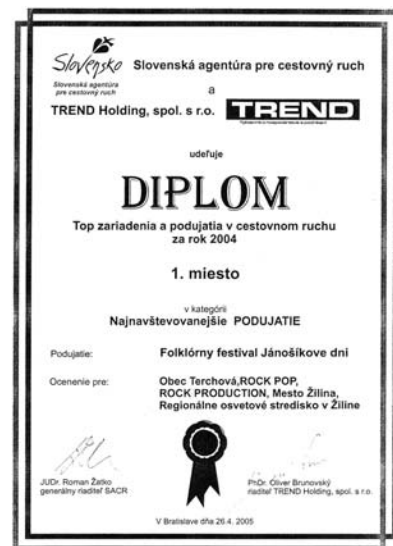 Slovensko
Slovenská agentúra
pre cestovný ruch
Slovenská agentúra pre cestovný ruch
a
TREND Holding, spol. s r.o.
TREND
udeľuje
DIPLOM
Top zariadenia a podujatia v cestovnom ruchu
za rok 2004
1. miesto
v kategórii
Najnavštevovanejšie PODUJATIE
Podujatie:
Folklórny festival Jánošíkove dni
Ocenenie pre:
Obec Terchová,ROCK POP,
ROCK PRODUCTION, Mesto Žilina,
Regionálne osvetové stredisko v Žiline
JUDr. Roman Žatko
generálny riaditeľ SACR
PhDr. Oliver Brunovský
riaditeľ TREND Holding, spol. s r.o.
V Bratislave dňa 26.4. 2005